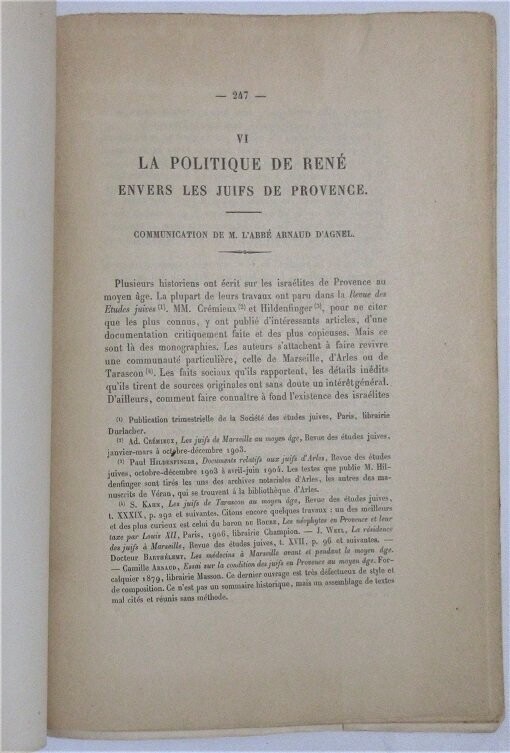 — 247 —
VI
LA POLITIQUE DE RENÉ
ENVERS LES JUIFS DE PROVENCE.
COMMUNICATION DE M. L'ABBÉ ARNAUD D'AGNEL.
Plusieurs historiens ont écrit sur les israélites de Provence au
moyen âge. La plupart de leurs travaux ont paru dans la Revue des
Études juives (1). MM. Crémieux (2) et Hildenfinger (3), pour ne citer
que les plus connus, y ont publié d'intéressants articles, d'une
documentation critiquement faite et des plus copieuses. Mais ce
sont là des monographies. Les auteurs s'attachent à faire revivre
une communauté particulière, celle de Marseille, d'Arles ou de
Tarascon (4). Les faits sociaux qu'ils rapportent, les détails inédits
qu'ils tirent de sources originales ont sans doute un intérêt général.
D'ailleurs, comment faire connaître à fond l'existence des israélites
(1) Publication trimestrielle de la Société des études juives, Paris, librairie
Durlacher.
(2) Ad. CRÉMIEUX, Les juifs de Marseille au moyen âge, Revue des études juives,
janvier-mars à octobre-décembre 1903.
(3) Paul HILDENFINGER, Documents relatifs aux juifs d'Arles, Revue des études
juives, octobre-décembre 1903 à avril-juin 1904. Les textes que publie M. Hil-
denfinger sont tirés les uns des archives notariales d'Arles, les autres des ma-
nuscrits de Véran, qui se trouvent à la bibliothèque d'Arles.
(4) S. KAHN, Les juifs de Tarascon au moyen âge, Revue des études juives,
t. XXXIX, p. 292 et suivantes. Citons encore quelques travaux : un des meilleurs
et des plus curieux est celui du baron DE BOURE, Les néophytes en Provence et leur
taxe par Louis XII, Paris, 1906, librairie Champion. — J. WEYL, La résidence
des juifs à Marseille, Revue des études juives, t. XVII, p. 96 et suivantes. —
Docteur BARTHÉLEMY. Les médecins à Marseille avant et pendant le moyen âge.
— Camille ARNAUD, Essai sur la condition des juifs en Provence au moyen âge. For-
calquier 1879, librairie Masson. Ce dernier ouvrage est très défectueux de style et
de composition. Ce n'est pas un sommaire historique, mais un assemblage de textes
mal cités et réunis sans méthode.